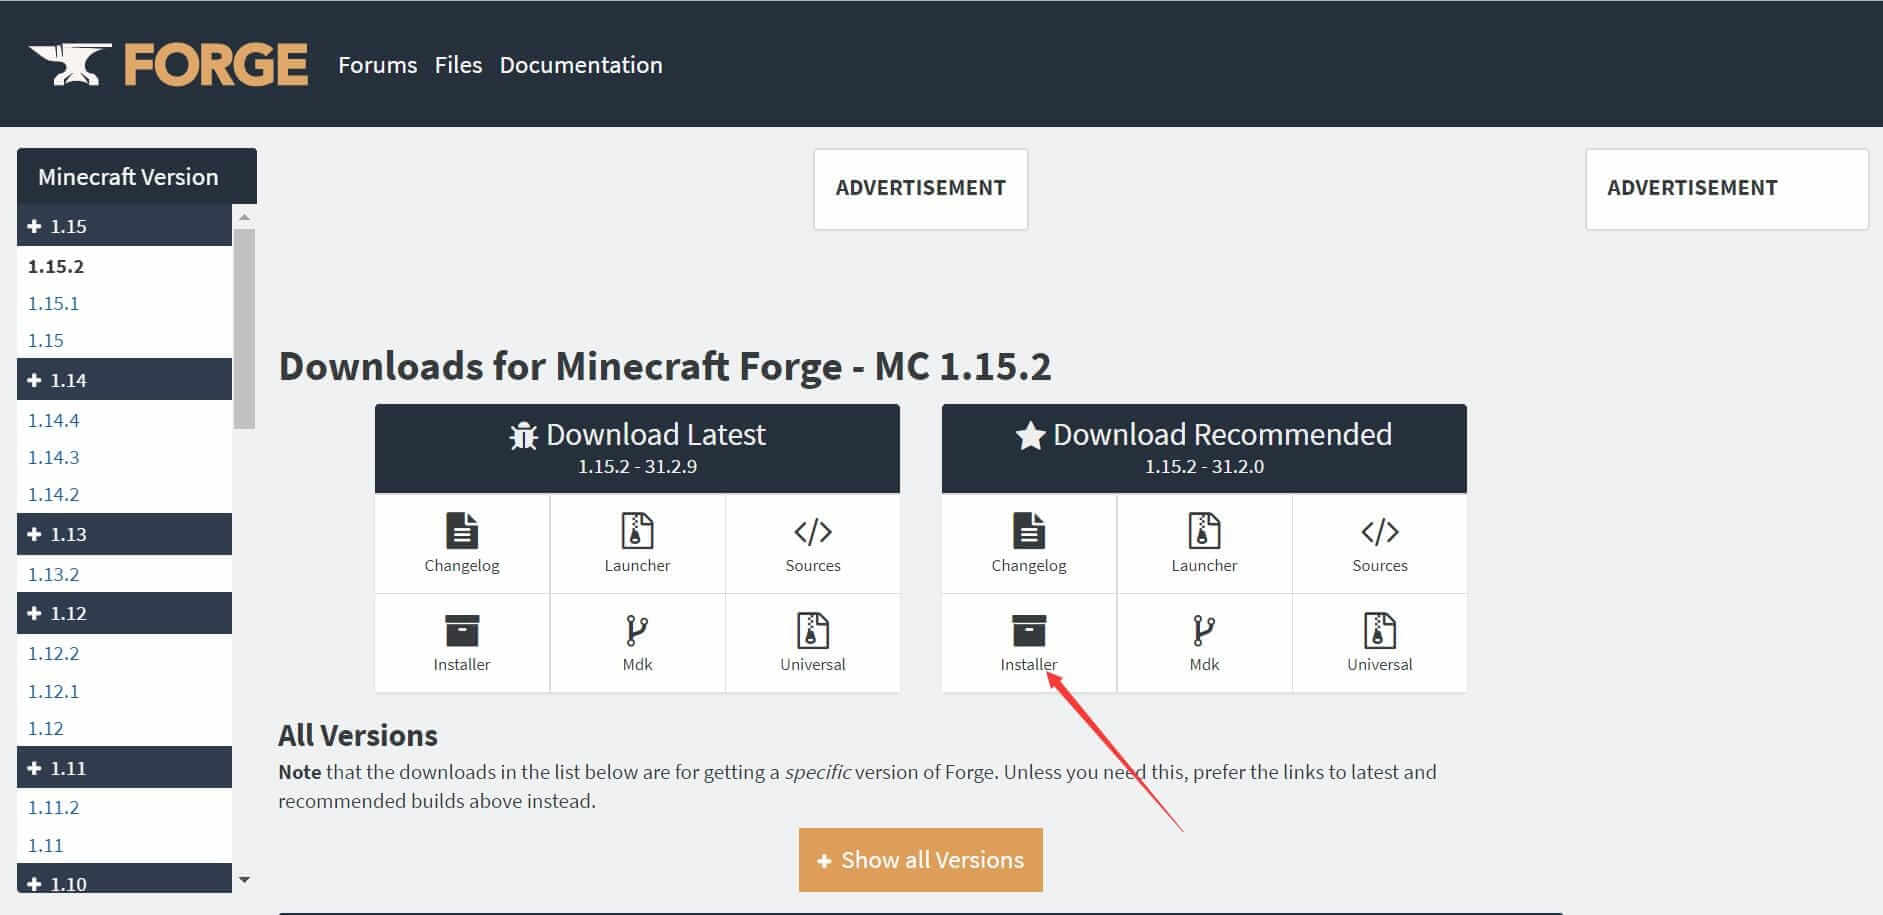 FORGE
Forums Files Documentation
Minecraft Version
1.15
1.15.2
1.15.1
1.15
1.14
1.14.4
1.14.3
1.14.2
1.13
1.13.2
1.12
1.12.2
1.12.1
1.12
1.11
1.11.2
1.11
1.10
ADVERTISEMENT
ADVERTISEMENT
Downloads for Minecraft Forge - MC 1.15.2
Download Latest
1.15.2 - 31.2.9
Changelog Launcher Sources
Installer Mdk Universal
Download Recommended
1.15.2 - 31.2.0
Changelog Launcher Sources
Installer Mdk Universal
All Versions
Note that the downloads in the list below are for getting a specific version of Forge. Unless you need this, prefer the links to latest and
recommended builds above instead.
+ Show all Versions